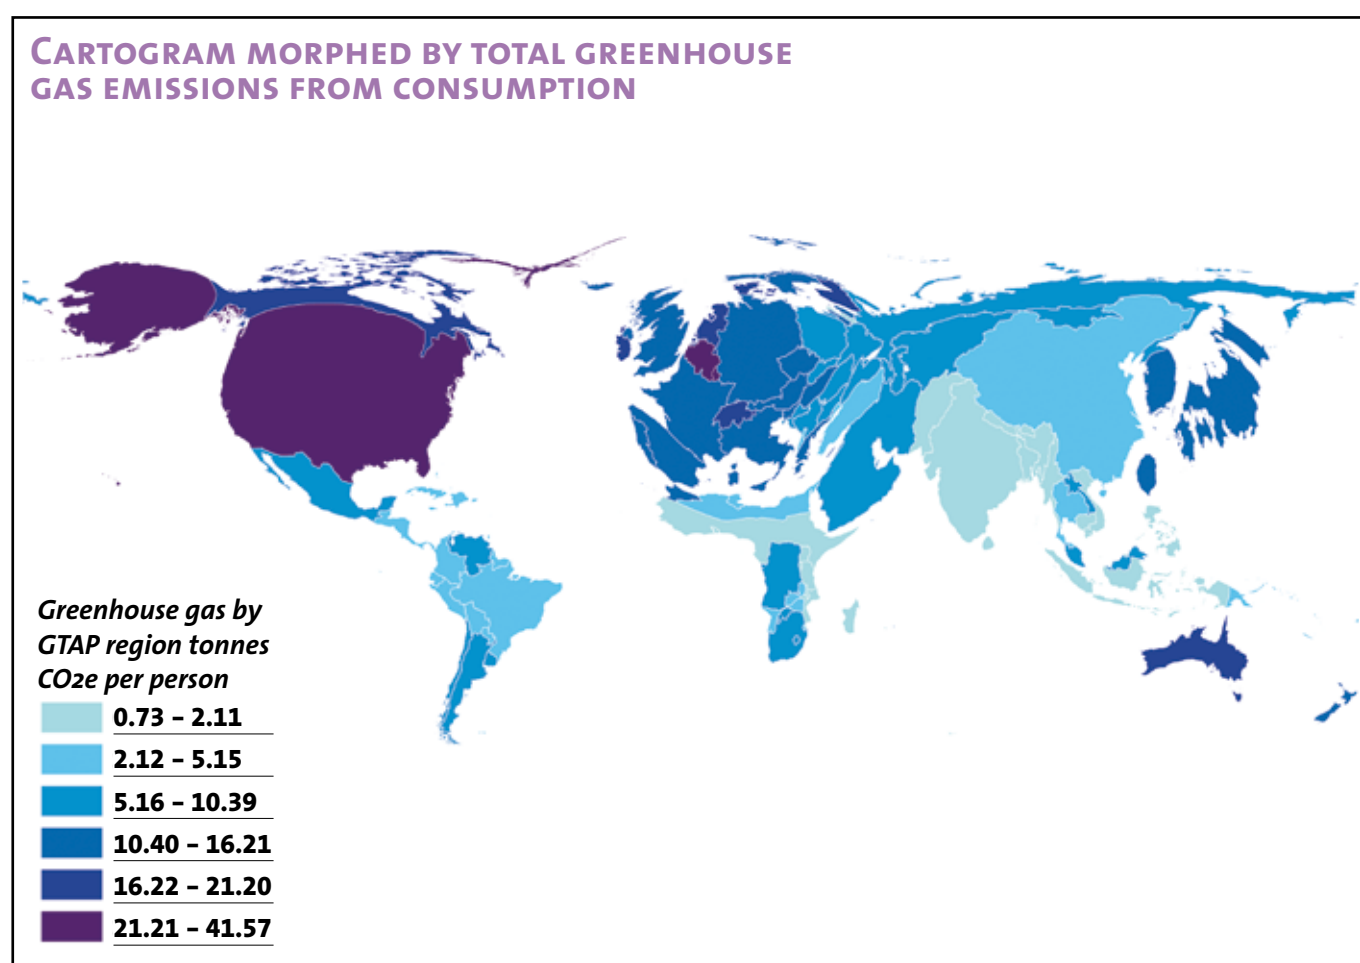 CARTOGRAM MORPHED BY TOTAL GREENHOUSE
GAS EMISSIONS FROM CONSUMPTION
Greenhouse gas by
GTAP region tonnes
CO2e per person
0.73 – 2.11
2.12 – 5.15
5.16 – 10.39
10.40 – 16.21
16.22 – 21.20
21.21 – 41.57